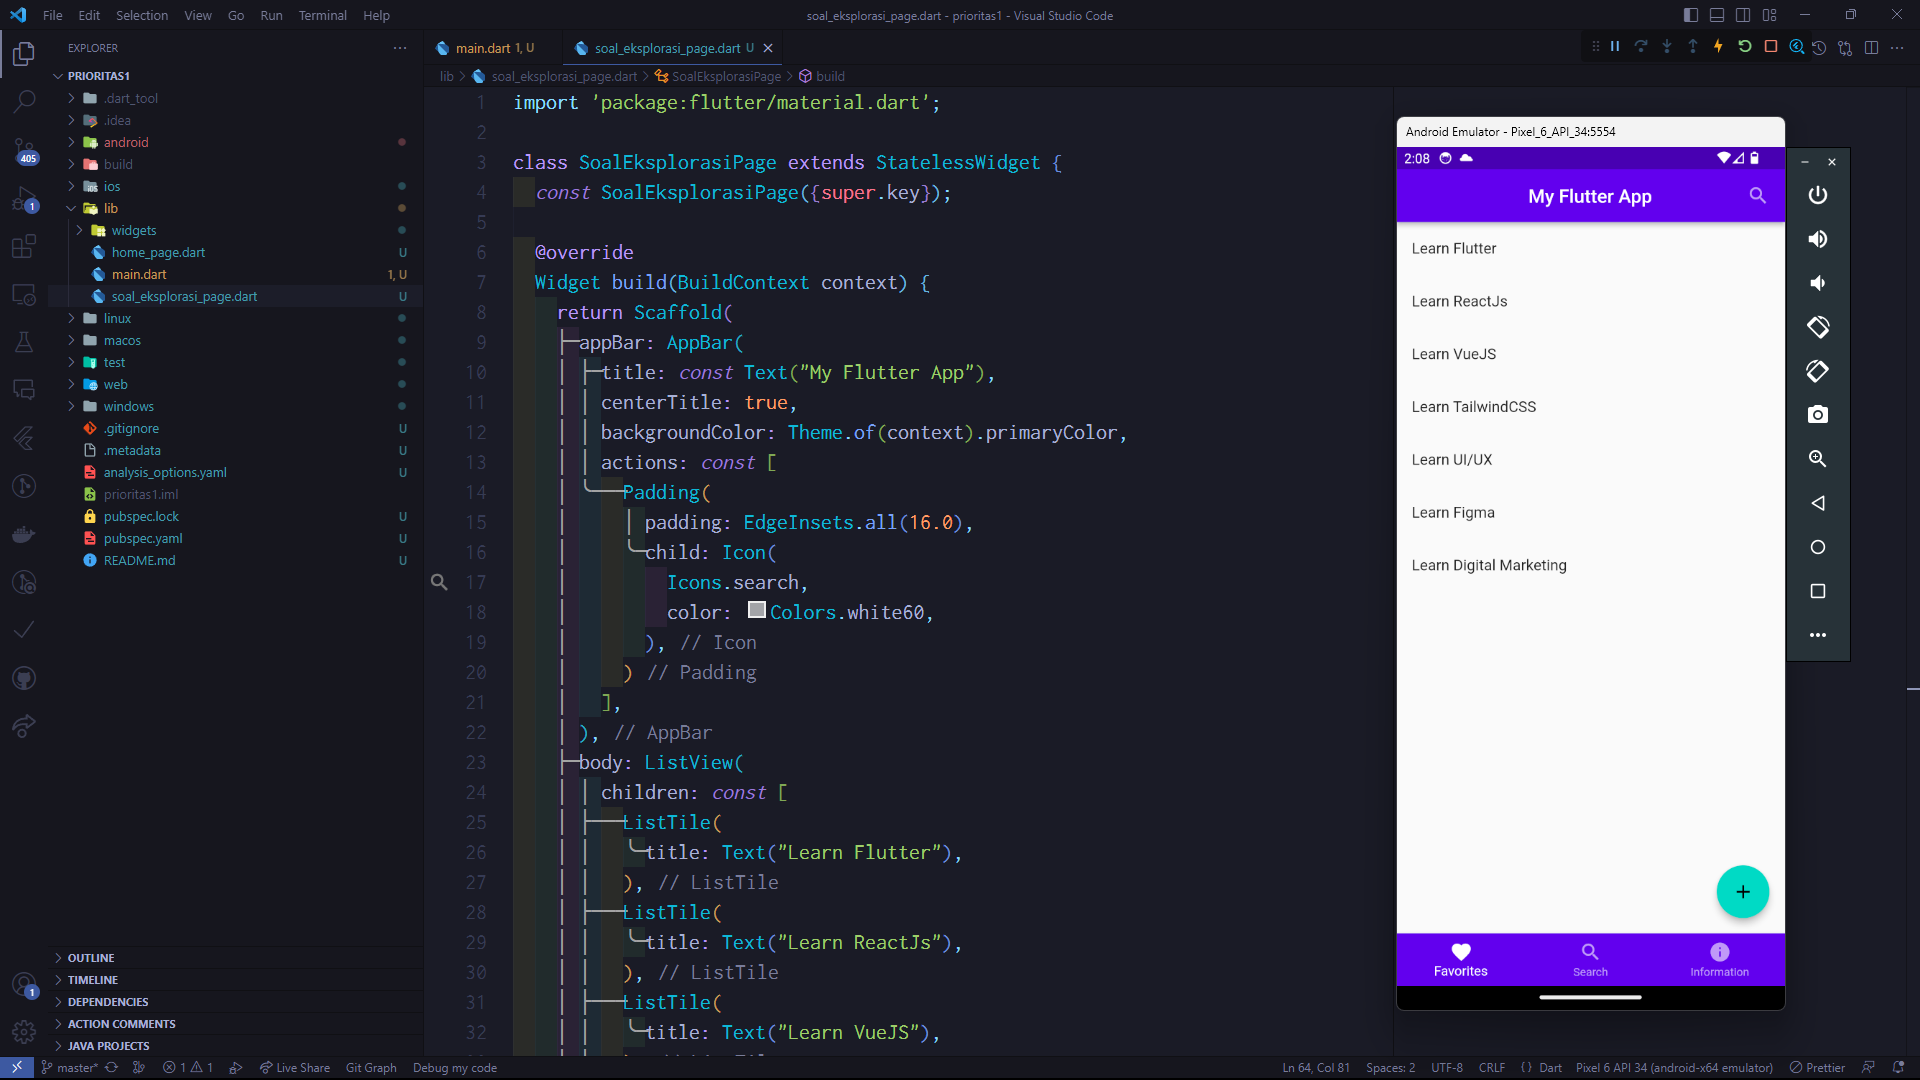 File Edit Selection View Go Run Terminal Help
soal_eksplorasi_page.dart - prioritas1 - Visual Studio Code
EXPLORER
PRIORITAS1
.dart_tool
.idea
android
build
ios
lib
widgets
home_page.dart U
main.dart 1, U
soal_eksplorasi_page.dart U
linux
macos
test
web
windows
.gitignore U
.metadata U
analysis_options.yaml U
prioritas1.iml
pubspec.lock U
pubspec.yaml U
README.md U
OUTLINE
TIMELINE
DEPENDENCIES
ACTION COMMENTS
JAVA PROJECTS
405
1
1
main.dart 1, U
soal_eksplorasi_page.dart U
lib > soal_eksplorasi_page.dart > SoalEksplorasiPage > build
1 import 'package:flutter/material.dart';
2
3 class SoalEksplorasiPage extends StatelessWidget {
4 const SoalEksplorasiPage({super.key});
5
6 @override
7 Widget build(BuildContext context) {
8 return Scaffold(
9 appBar: AppBar(
10 title: const Text("My Flutter App"),
11 centerTitle: true,
12 backgroundColor: Theme.of(context).primaryColor,
13 actions: const [
14 Padding(
15 padding: EdgeInsets.all(16.0),
16 child: Icon(
17 Icons.search,
18 color: Colors.white60,
19 ), // Icon
20 ) // Padding
21 ],
22 ), // AppBar
23 body: ListView(
24 children: const [
25 ListTile(
26 title: Text("Learn Flutter"),
27 ), // ListTile
28 ListTile(
29 title: Text("Learn ReactJs"),
30 ), // ListTile
31 ListTile(
32 title: Text("Learn VueJS"),
Android Emulator - Pixel_6_API_34:5554
2:08
My Flutter App
Learn Flutter
Learn ReactJs
Learn VueJS
Learn TailwindCSS
Learn UI/UX
Learn Figma
Learn Digital Marketing
Favorites
Search
Information
master* 1 1 Live Share Git Graph Debug my code
Ln 64, Col 81 Spaces: 2 UTF-8 CRLF { } Dart Pixel 6 API 34 (android-x64 emulator) Prettier